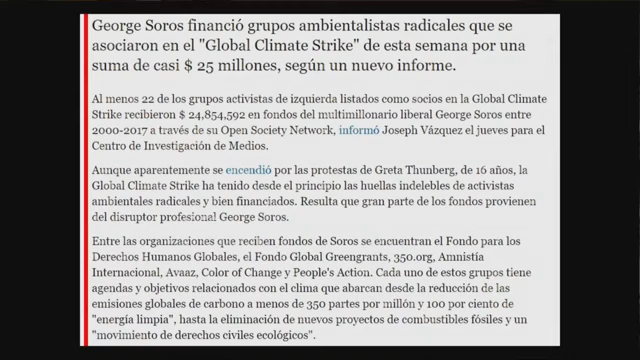 George Soros financió grupos ambientalistas radicales que se
asociaron en el "Global Climate Strike" de esta semana por una
suma de casi $ 25 millones, según un nuevo informe.
Al menos 22 de los grupos activistas de izquierda listados como socios en la Global Climate
Strike recibieron $ 24,854,592 en fondos del multimillonario liberal George Soros entre
2000-2017 a través de su Open Society Network, informó Joseph Vázquez el jueves para el
Centro de Investigación de Medios.
Aunque aparentemente se encendió por las protestas de Greta Thunberg, de 16 años, la
Global Climate Strike ha tenido desde el principio las huellas indelebles de activistas
ambientales radicales y bien financiados. Resulta que gran parte de los fondos provienen
del disruptor profesional George Soros.
Entre las organizaciones que reciben fondos de Soros se encuentran el Fondo para los
Derechos Humanos Globales, el Fondo Global Greengrants, 350.org, Amnistía
Internacional, Avaaz, Color of Change y People's Action. Cada uno de estos grupos tiene
agendas y objetivos relacionados con el clima que abarcan desde la reducción de las
emisiones globales de carbono a menos de 350 partes por millón y 100 por ciento de
"energía limpia", hasta la eliminación de nuevos proyectos de combustibles fósiles y un
"movimiento de derechos civiles ecológicos".